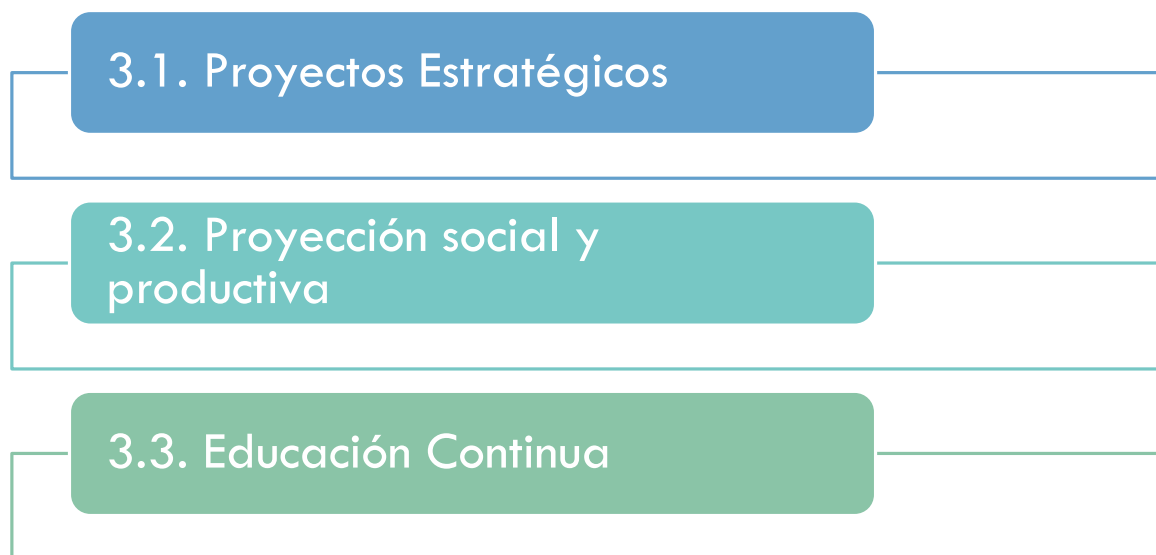 3.1. Proyectos Estratégicos
3.2. Proyección social y
productiva
3.3. Educación Continua